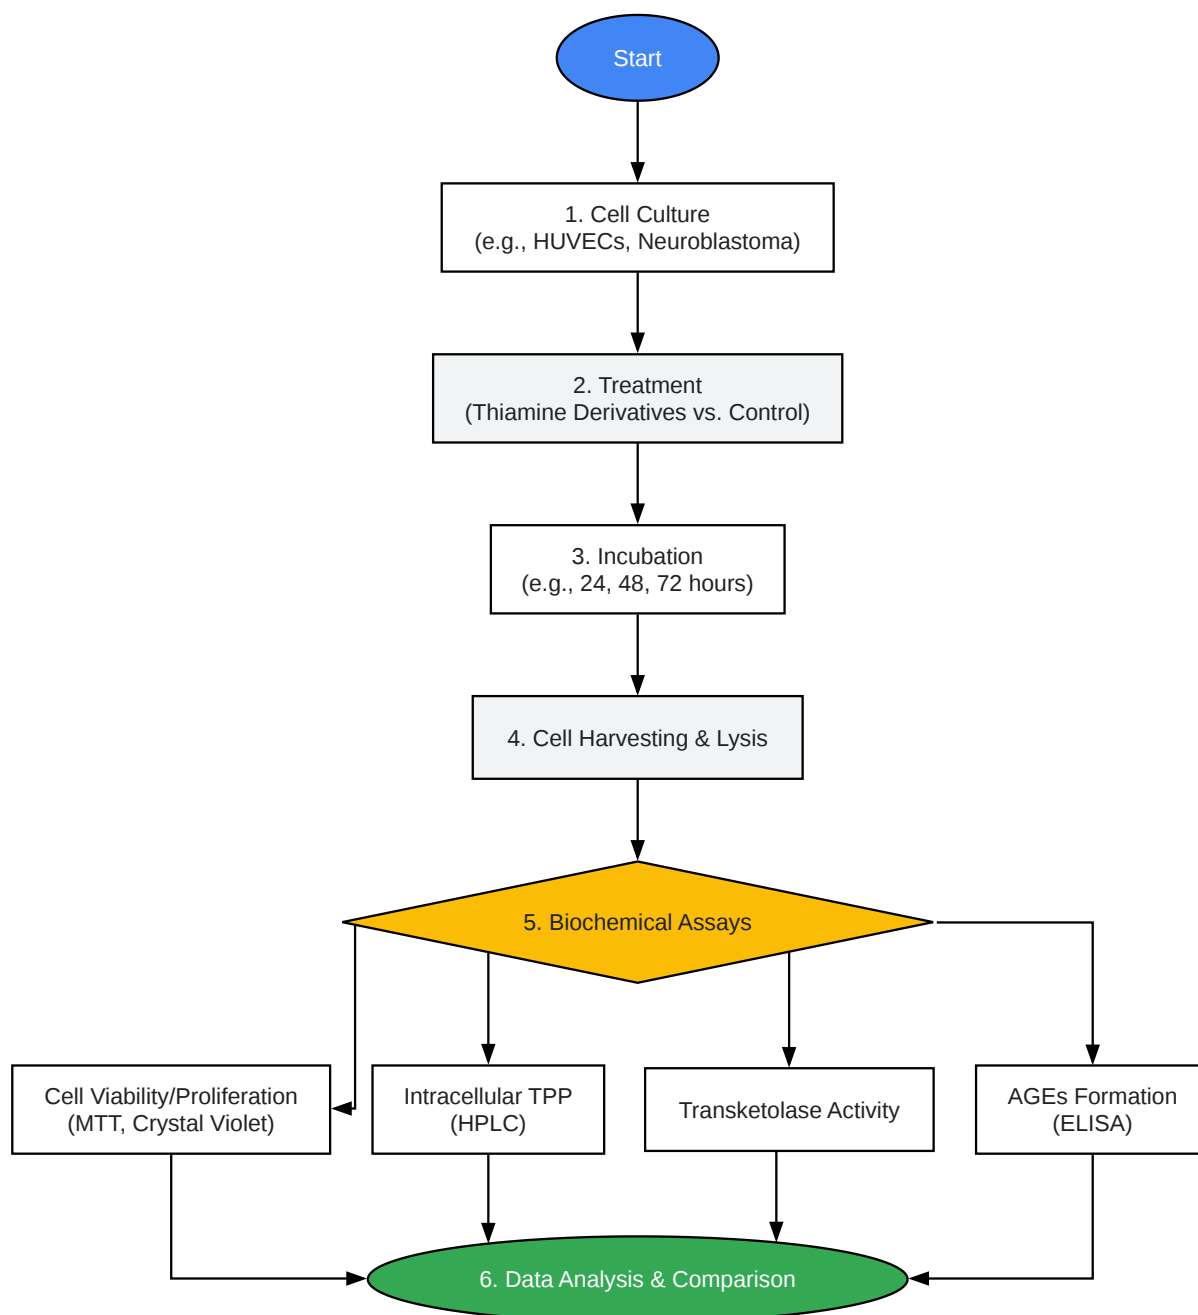 Start
1. Cell Culture
(e.g., HUVECs, Neuroblastoma)
2. Treatment
(Thiamine Derivatives vs. Control)
3. Incubation
(e.g., 24, 48, 72 hours)
4. Cell Harvesting & Lysis
5. Biochemical Assays
Cell Viability/Proliferation
(MTT, Crystal Violet)
Intracellular TPP
(HPLC)
Transketolase Activity
AGEs Formation
(ELISA)
6. Data Analysis & Comparison